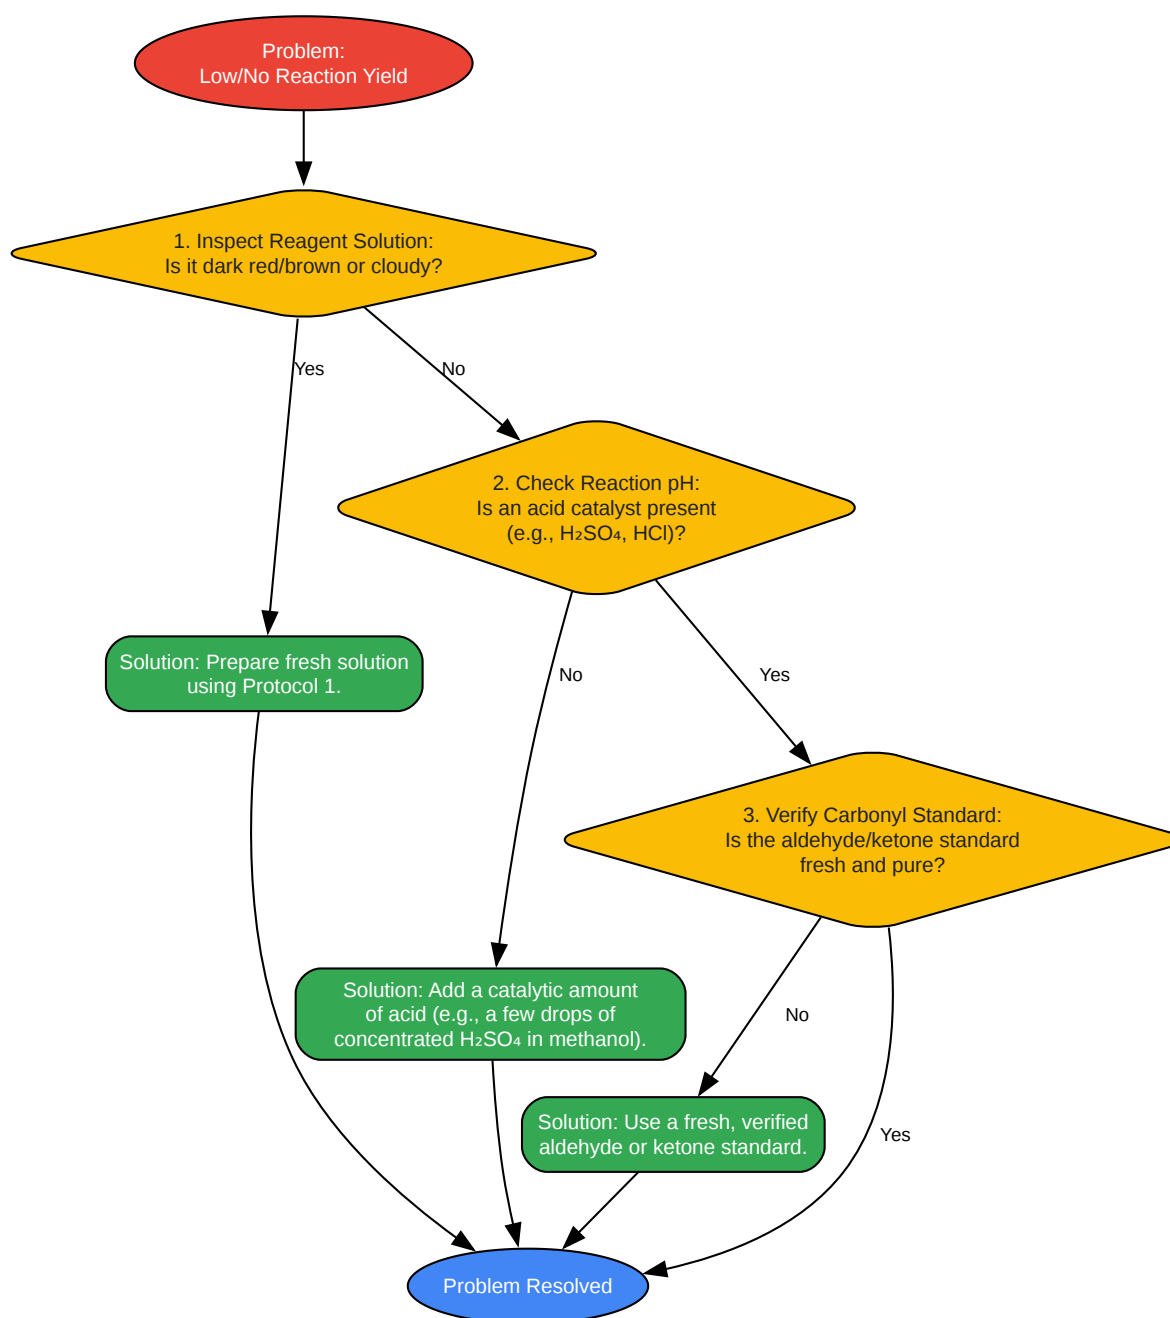 Problem:
Low/No Reaction Yield
1. Inspect Reagent Solution:
Is it dark red/brown or cloudy?
Yes
No
2. Check Reaction pH:
Is an acid catalyst present
(e.g., H₂SO₄, HCl)?
Solution: Prepare fresh solution
using Protocol 1.
No
Yes
3. Verify Carbonyl Standard:
Is the aldehyde/ketone standard
fresh and pure?
Solution: Add a catalytic amount
of acid (e.g., a few drops of
concentrated H₂SO₄ in methanol).
No
Solution: Use a fresh, verified
aldehyde or ketone standard.
Yes
Problem Resolved